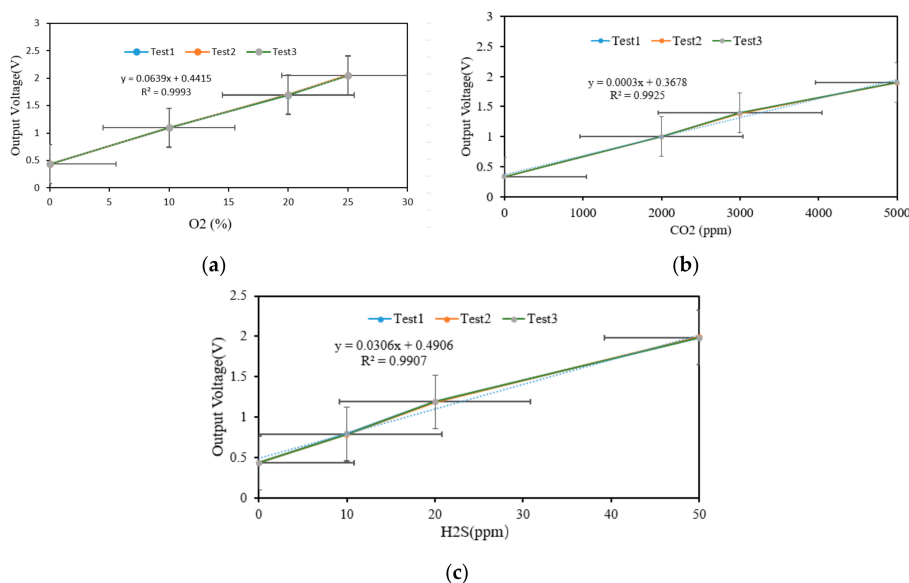 3
2.5
2
1.5
1
0.5
0
Output Voltage(V)
Test1 Test2 Test3
y = 0.0639x + 0.4415
R² = 0.9993
0 5 10 15 20 25 30
O2 (%)
(a)
3
2.5
2
1.5
1
0.5
0
Output Voltage(V)
Test1 Test2 Test3
y = 0.0003x + 0.3678
R² = 0.9925
0 1000 2000 3000 4000 5000
CO2 (ppm)
(b)
2.5
2
1.5
1
0.5
0
Output Voltage(V)
Test1 Test2 Test3
y = 0.0306x + 0.4906
R² = 0.9907
0 10 20 30 40 50
H2S(ppm)
(c)